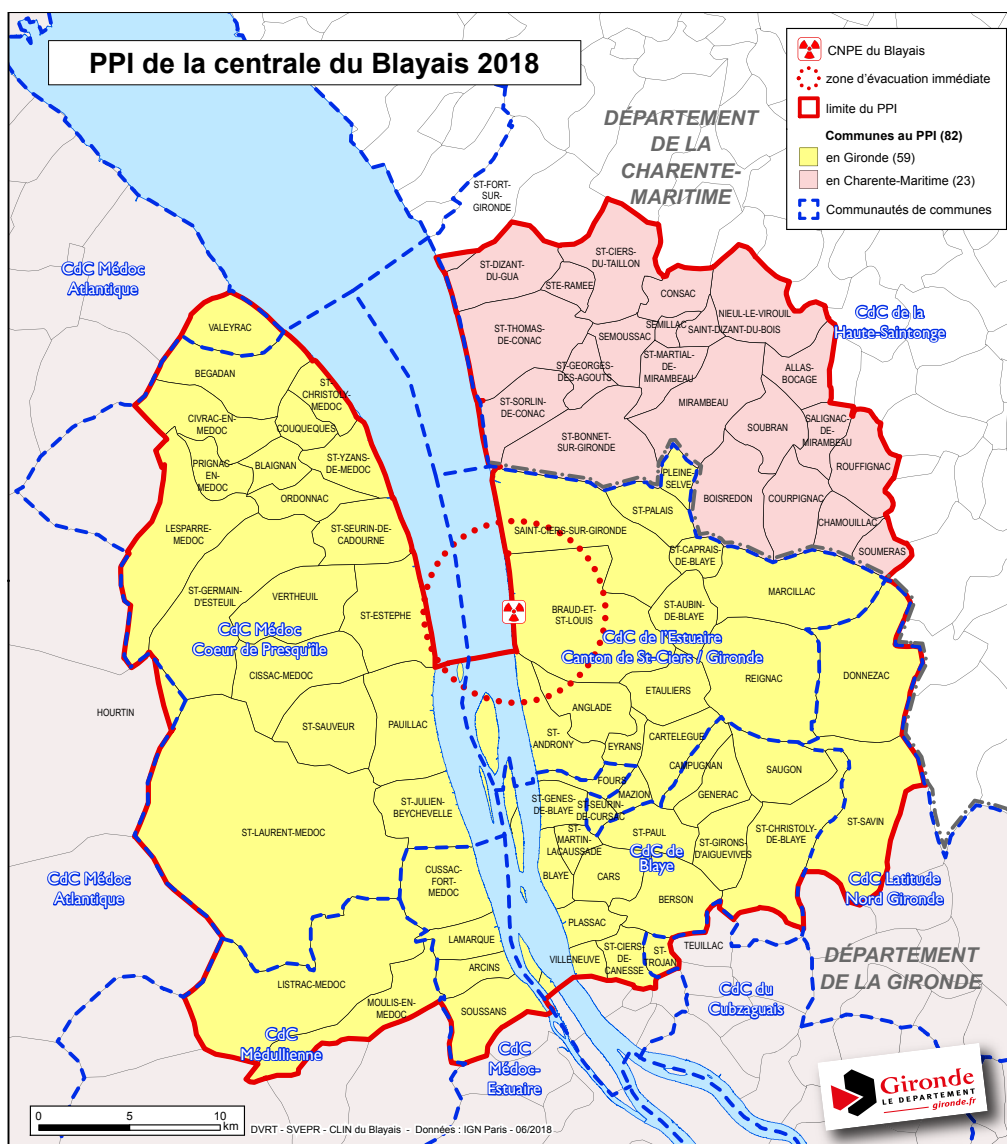 PPI de la centrale du Blayais 2018
CNPE du Blayais
zone d'évacuation immédiate
limite du PPI
Communes au PPI (82)
en Gironde (59)
en Charente-Maritime (23)
Communautés de communes
DÉPARTEMENT
DE LA
CHARENTE-
MARITIME
ST-FORT-
SUR-
GIRONDE
CdC Médoc
Atlantique
ST-DIZANT-
DU-GUA
ST-CIERS-
DU-TAILLON
STE-RAMEE
CONSAC
NIEUL-LE-VIROUIL
CdC de la
Haute-Saintonge
VALEYRAC
ST-THOMAS-
DE-CONAC
SEMOUSSAC
SEMILLAC
SAINT-DIZANT-DU-BOIS
BEGADAN
ST-GEORGES-
DES-AGOUTS
ST-MARTIAL-
DE-
MIRAMBEAU
ALLAS-
BOCAGE
ST-
CHRISTOLY-
MEDOC
ST-SORLIN-
DE-CONAC
MIRAMBEAU
CIVRAC-EN-
MEDOC
COUQUEQUES
SOUBRAN
SALIGNAC-
DE-
MIRAMBEAU
ST-BONNET-
SUR-GIRONDE
PRIGNAC-
EN-
MEDOC
BLAIGNAN
ST-YZANS-
DE-MEDOC
ROUFFIGNAC
PLEINE-
SELVE
BOISREDON
COURPIGNAC
ORDONNAC
ST-PALAIS
CHAMOUILLAC
LESPARRE-
MEDOC
ST-SEURIN-DE-
CADOURNE
SAINT-CIERS-SUR-GIRONDE
SOUMERAS
ST-CAPRAIS-
DE-BLAYE
ST-GERMAIN-
D'ESTEUIL
VERTHEUIL
MARCILLAC
ST-ESTEPHE
BRAUD-ET-
ST-LOUIS
ST-AUBIN-
DE-BLAYE
CdC Médoc
Coeur de Presqu'île
CdC de l'Estuaire
Canton de St-Ciers / Gironde
CISSAC-MEDOC
REIGNAC
DONNEZAC
ETAULIERS
HOURTIN
ST-SAUVEUR
PAUILLAC
ANGLADE
ST-
ANDRONY
EYRANS
CARTELEGUE
CAMPUGNAN
SAUGON
FOURS
MAZION
GENERAC
ST-JULIEN-
BEYCHEVELLE
ST-GENES-
DE-BLAYE
ST-SEURIN-
DE-CURSAC
ST-SAVIN
ST-LAURENT-MEDOC
ST-MARTIN-
LACAUSSADE
ST-PAUL
ST-GIRONS-
D'AIGUEVIVES
ST-CHRISTOLY-
DE-BLAYE
CdC de
Blaye
CUSSAC-
FORT-
MEDOC
BLAYE
CARS
CdC Médoc
Atlantique
CdC Latitude
Nord Gironde
BERSON
PLASSAC
LAMARQUE
TEUILLAC
ST-CIERS-
DE-
CANESSE
ST-
TROJAN
VILLENEUVE
ARCINS
DÉPARTEMENT
DE LA GIRONDE
LISTRAC-MEDOC
CdC du
Cubzaguais
MOULIS-EN-
MEDOC
SOUSSANS
CdC
Médullienne
CdC
Médoc-
Estuaire
Gironde
LE DEPARTEMENT
gironde.fr
0 5 10
km
DVRT - SVEPR - CLIN du Blayais - Données : IGN Paris - 06/2018